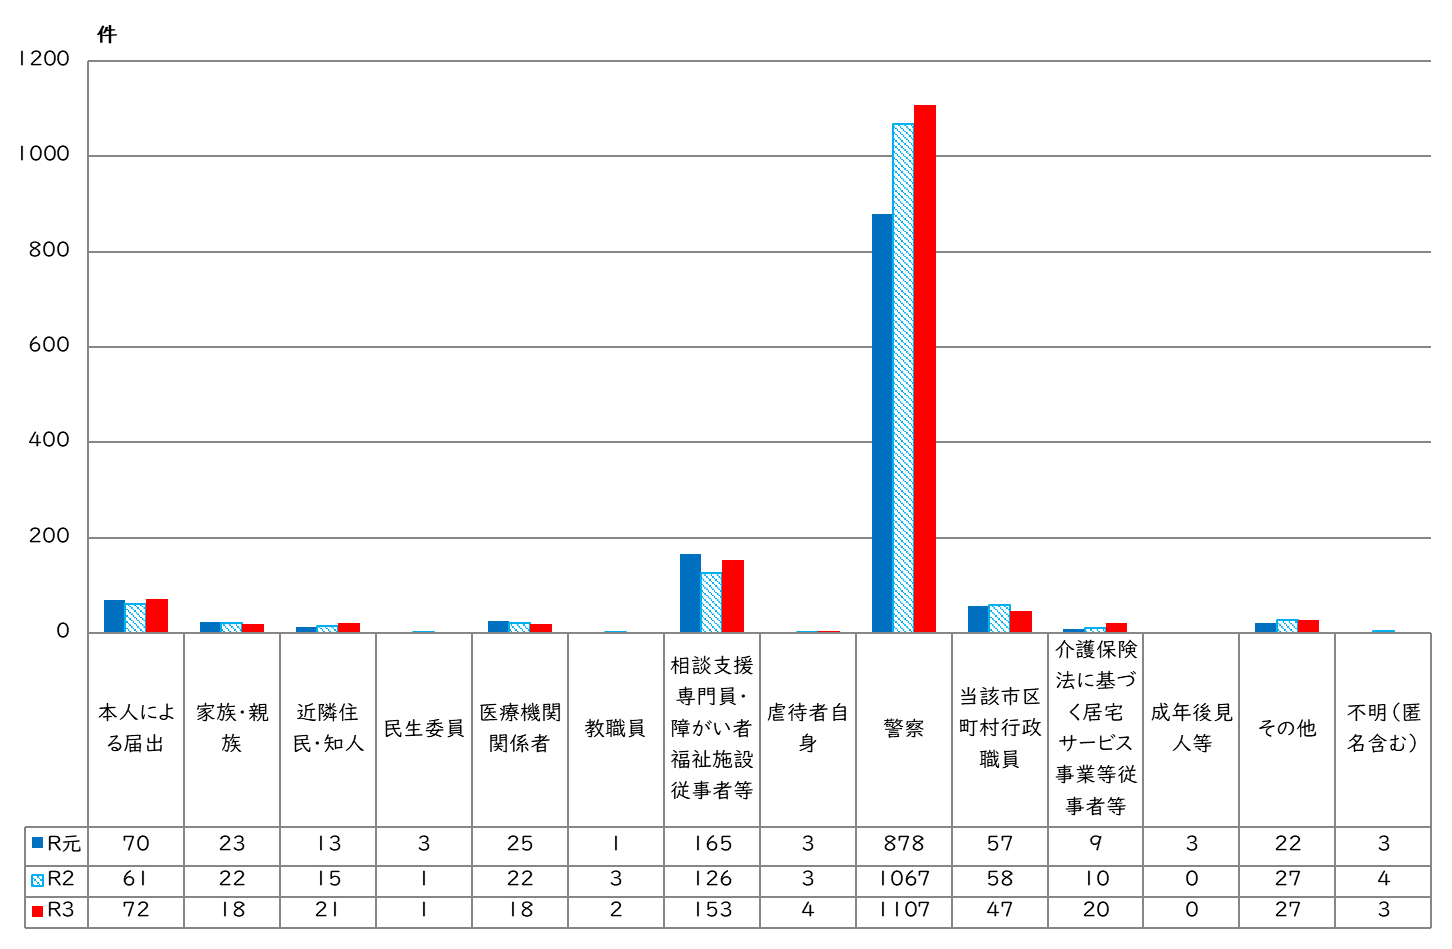 件
1200
1000
800
600
400
200
0
本人によ
る届出
家族・親
族
近隣住
民・知人
民生委員
医療機関
関係者
教職員
相談支援
専門員・
障がい者
福祉施設
従事者等
虐待者自
身
警察
当該市区
町村行政
職員
介護保険
法に基づ
く居宅
サービス
事業等従
事者等
成年後見
人等
その他
不明（匿
名含む）
R元 70 23 13 3 25 1 165 3 878 57 9 3 22 3
R2 61 22 15 1 22 3 126 3 1067 58 10 0 27 4
R3 72 18 21 1 18 2 153 4 1107 47 20 0 27 3